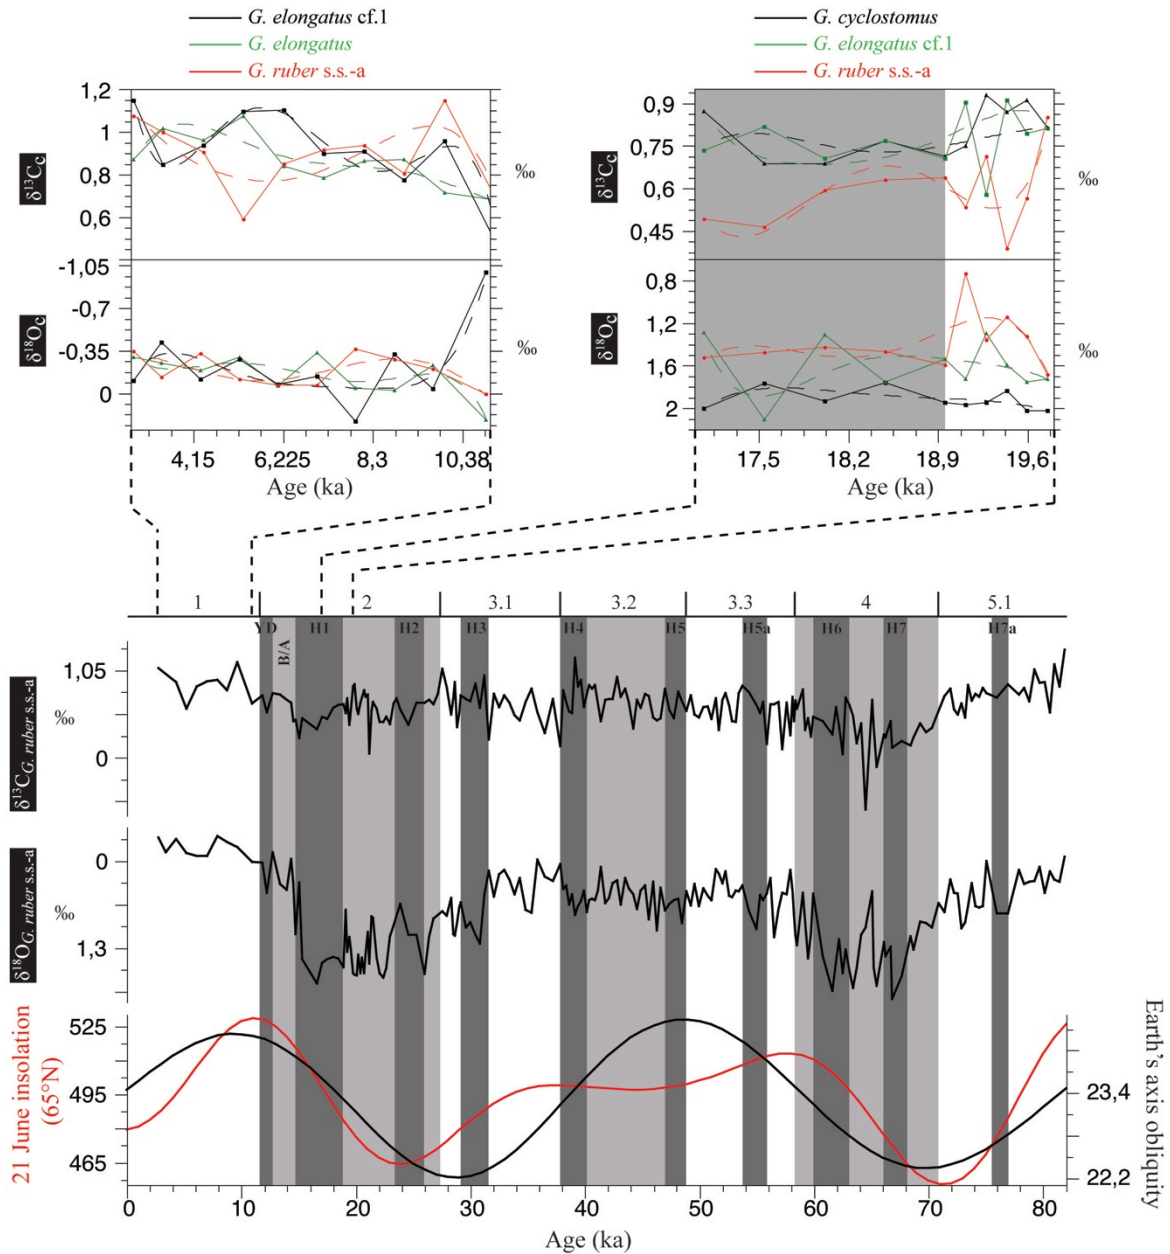 G. elongatus cf.1
G. elongatus
G. ruber s.s.-a
G. cyclostomus
G. elongatus cf.1
G. ruber s.s.-a
1,2
1
0,8
0,6
δ13Cc
‰
-1,05
-0,7
-0,35
0
δ18Oc
‰
4,15 6,225 8,3 10,38
Age (ka)
0,9
0,75
0,6
0,45
δ13Cc
‰
0,8
1,2
1,6
2
δ18Oc
‰
17,5 18,2 18,9 19,6
Age (ka)
1 2 3.1 3.2 3.3 4 5.1
YD B/A H1 H2 H3 H4 H5 H5a H6 H7 H7a
1,05
‰
0
δ13CG. ruber s.s.-a
0
‰
1,3
δ18OG. ruber s.s.-a
21 June insolation
(65°N)
525
495
465
23,4
22,2
Earth's axis obliquity
0 10 20 30 40 50 60 70 80
Age (ka)